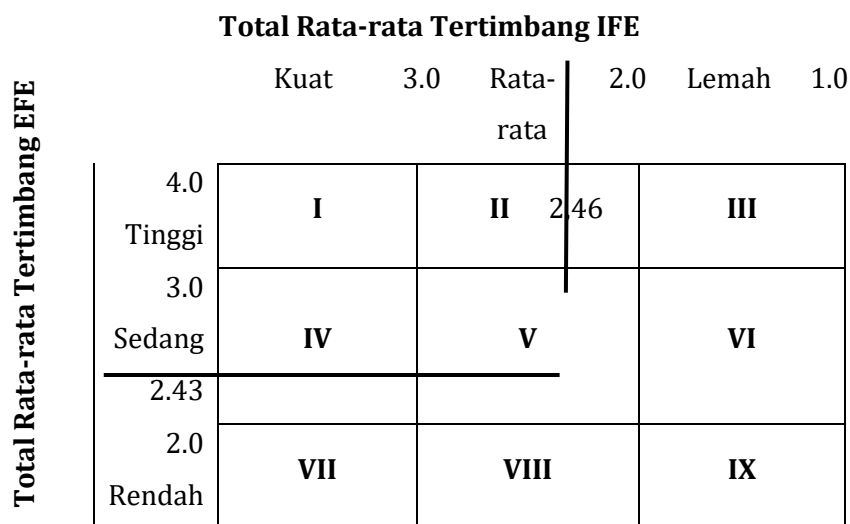 Total Rata-rata Tertimbang IFE
Kuat 3.0 Rata- 2.0 Lemah 1.0
rata
Total Rata-rata Tertimbang EFE
4.0
Tinggi
I II 2,46 III
3.0
Sedang IV V VI
2.43
2.0
Rendah
VII VIII IX